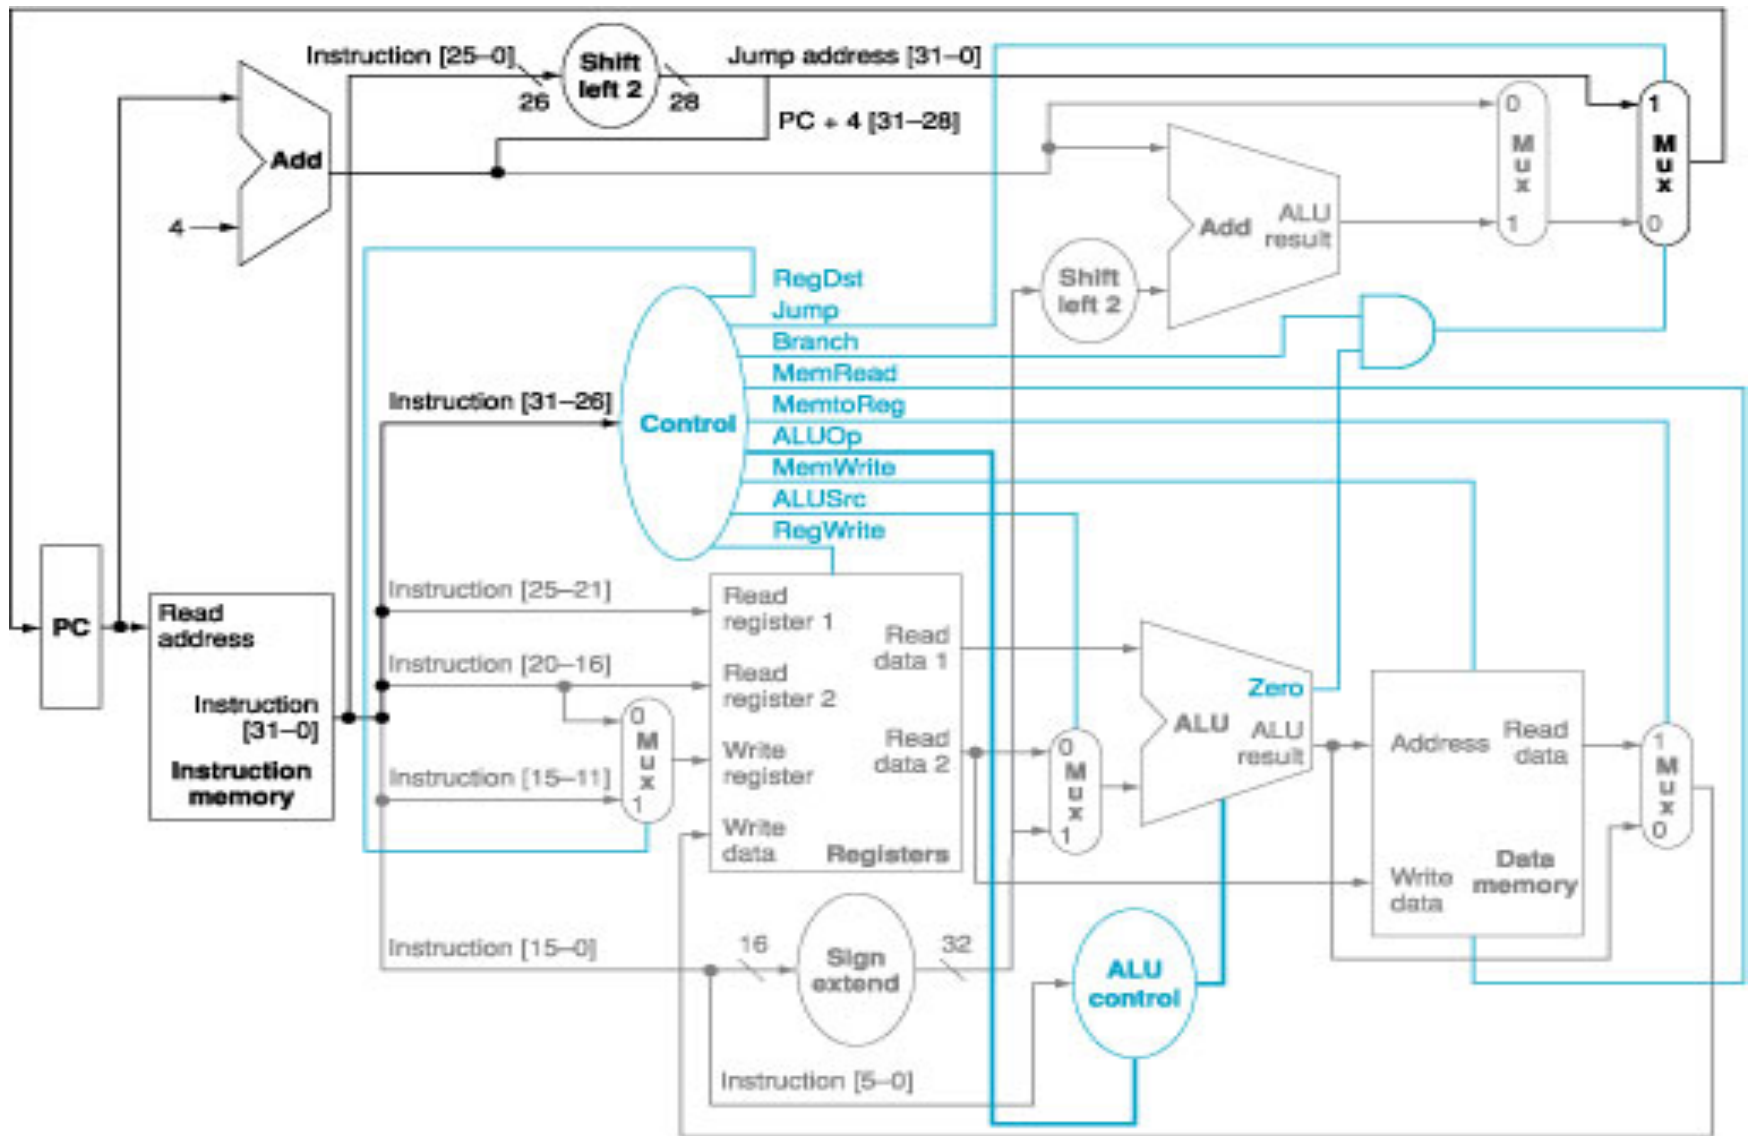 Instruction [25–0]
26
Shift
left 2
28
Jump address [31–0]
PC + 4 [31–28]
Add
4
0
M
u
x
1
1
M
u
x
0
Add
ALU
result
Shift
left 2
RegDst
Jump
Branch
MemRead
MemtoReg
ALUOp
MemWrite
ALUSrc
RegWrite
Instruction [31–26]
Control
PC
Read
address
Instruction
[31–0]
Instruction
memory
Instruction [25–21]
Instruction [20–16]
Instruction [15–11]
0
M
u
x
1
Read
register 1
Read
register 2
Write
register
Write
data
Read
data 1
Read
data 2
Registers
0
M
u
x
1
Zero
ALU
ALU
result
Address
Read
data
Write
data
Data
memory
1
M
u
x
0
Instruction [15–0]
16
Sign
extend
32
ALU
control
Instruction [5–0]